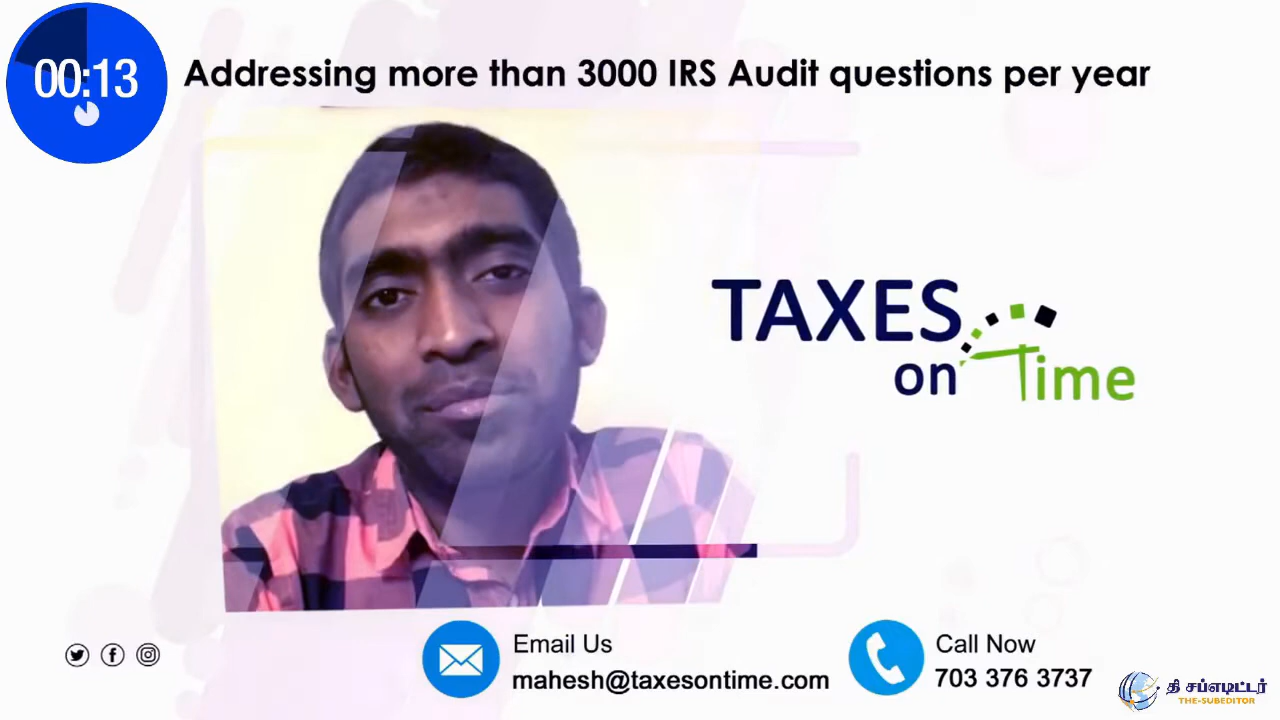 00:13
Addressing more than 3000 IRS Audit questions per year
TAXES
on Time
Email Us
mahesh@taxesontime.com
Call Now
703 376 3737
தி சப்எடிட்டர்
THE-SUBEDITOR